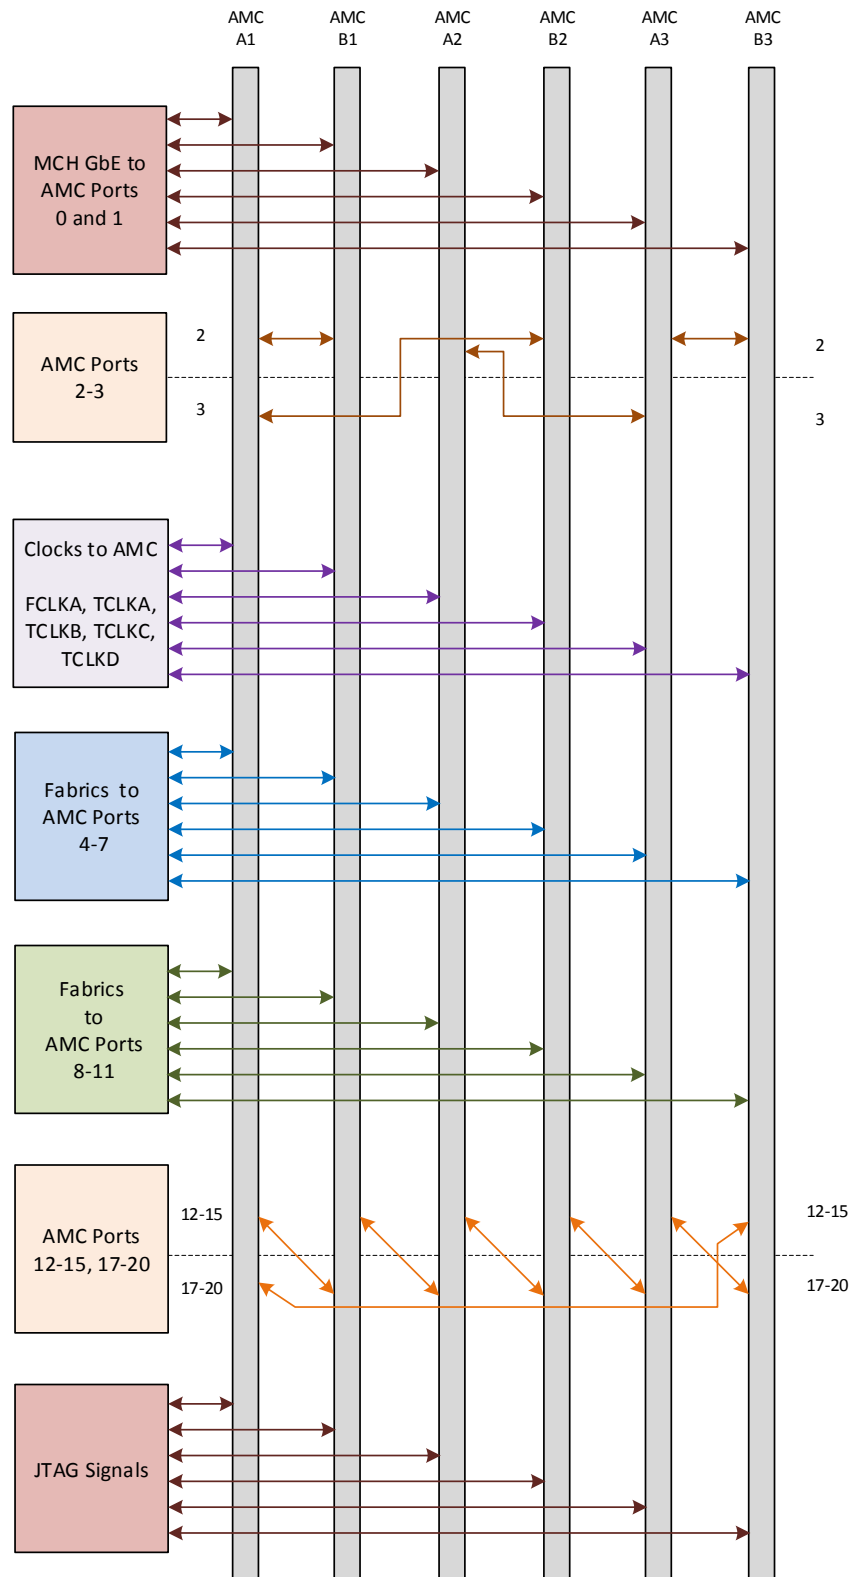 AMC
A1
AMC
B1
AMC
A2
AMC
B2
AMC
A3
AMC
B3
MCH GbE to
AMC Ports
0 and 1
AMC Ports
2-3
2
3
2
3
Clocks to AMC
FCLKA, TCLKA,
TCLKB, TCLKC,
TCLKD
Fabrics to
AMC Ports
4-7
Fabrics
to
AMC Ports
8-11
AMC Ports
12-15, 17-20
12-15
17-20
12-15
17-20
JTAG Signals